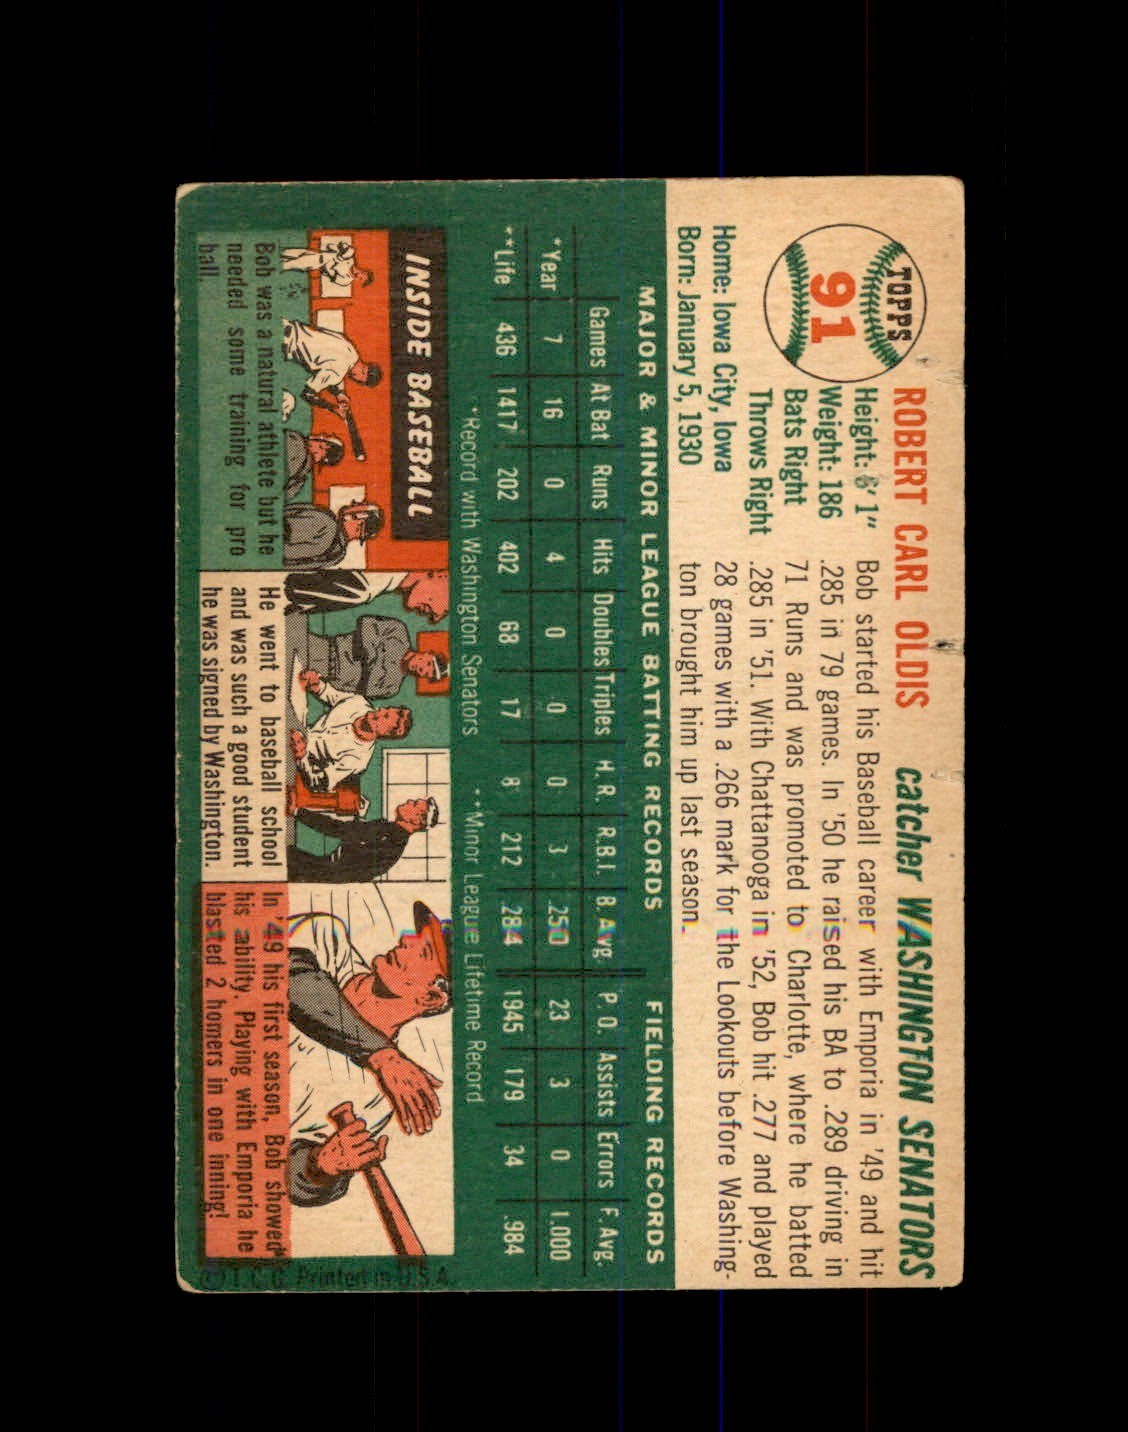 TOPPS
91
ROBERT CARL OLDIS catcher WASHINGTON SENATORS
Height: 6' 1"
Weight: 186
Bats Right
Throws Right
Home: Iowa City, Iowa
Born: January 5, 1930
Bob started his Baseball career with Emporia in '49 and hit
.285 in 79 games. In '50 he raised his BA to .289 driving in
71 Runs and was promoted to Charlotte, where he batted
.285 in '51. With Chattanooga in '52, Bob hit .277 and played
28 games with a .266 mark for the Lookouts before Washing-
ton brought him up last season.
MAJOR & MINOR LEAGUE BATTING RECORDS FIELDING RECORDS
Games At Bat Runs Hits Doubles Triples H. R. R.B.I. B. Avg. P. O. Assists Errors F. Avg.
*Year 7 16 0 4 0 0 0 3 .250 23 3 0 1.000
**Life 436 1417 202 402 68 17 8 212 .284 1945 179 34 .984
*Record with Washington Senators **Minor League Lifetime Record
INSIDE BASEBALL
Bob was a natural athlete but he
needed some training for pro
ball.
He went to baseball school
and was such a good student
he was signed by Washington.
In '49 his first season, Bob showed
his ability. Playing with Emporia he
blasted 2 homers in one inning!
© T. C. G. Printed in U.S.A.